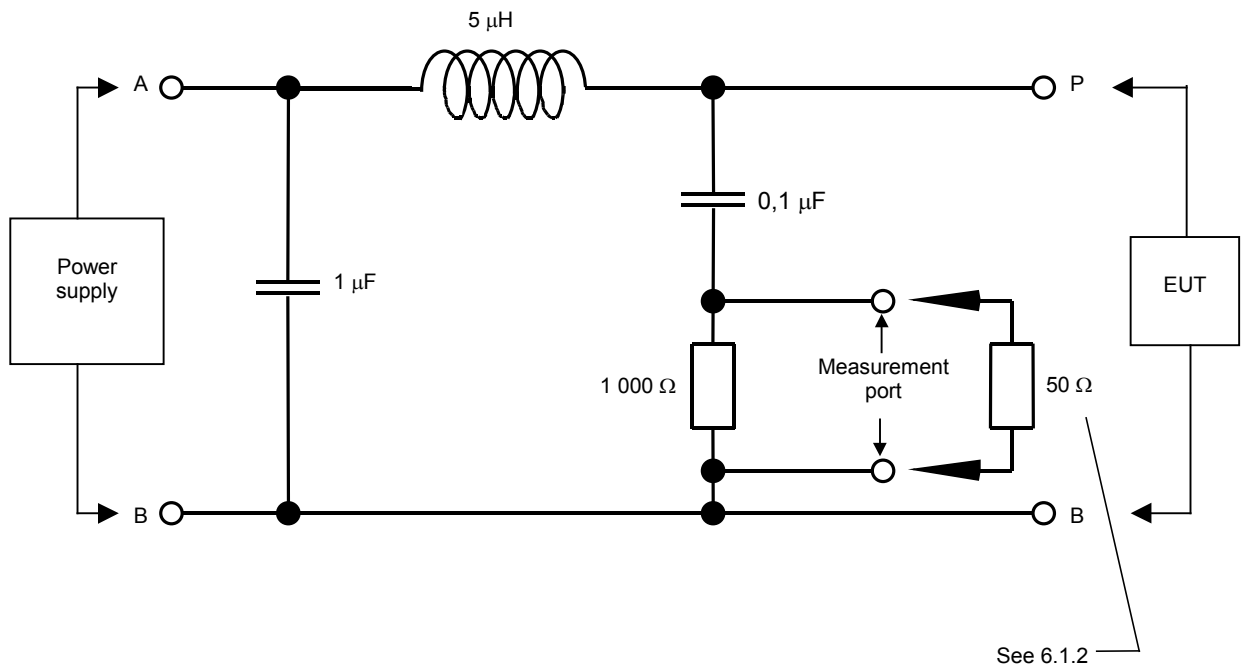 5 μH
A
P
0,1 μF
Power
supply
1 μF
EUT
Measurement
port
1 000 Ω
50 Ω
B
B
See 6.1.2